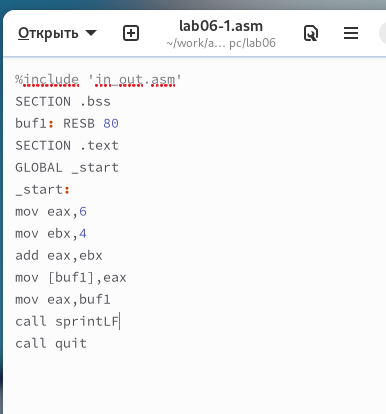 Открыть
lab06-1.asm
~/work/a... pc/lab06
%include 'in_out.asm'
SECTION .bss
buf1: RESB 80
SECTION .text
GLOBAL _start
_start:
mov eax,6
mov ebx,4
add eax,ebx
mov [buf1],eax
mov eax,buf1
call sprintLF
call quit